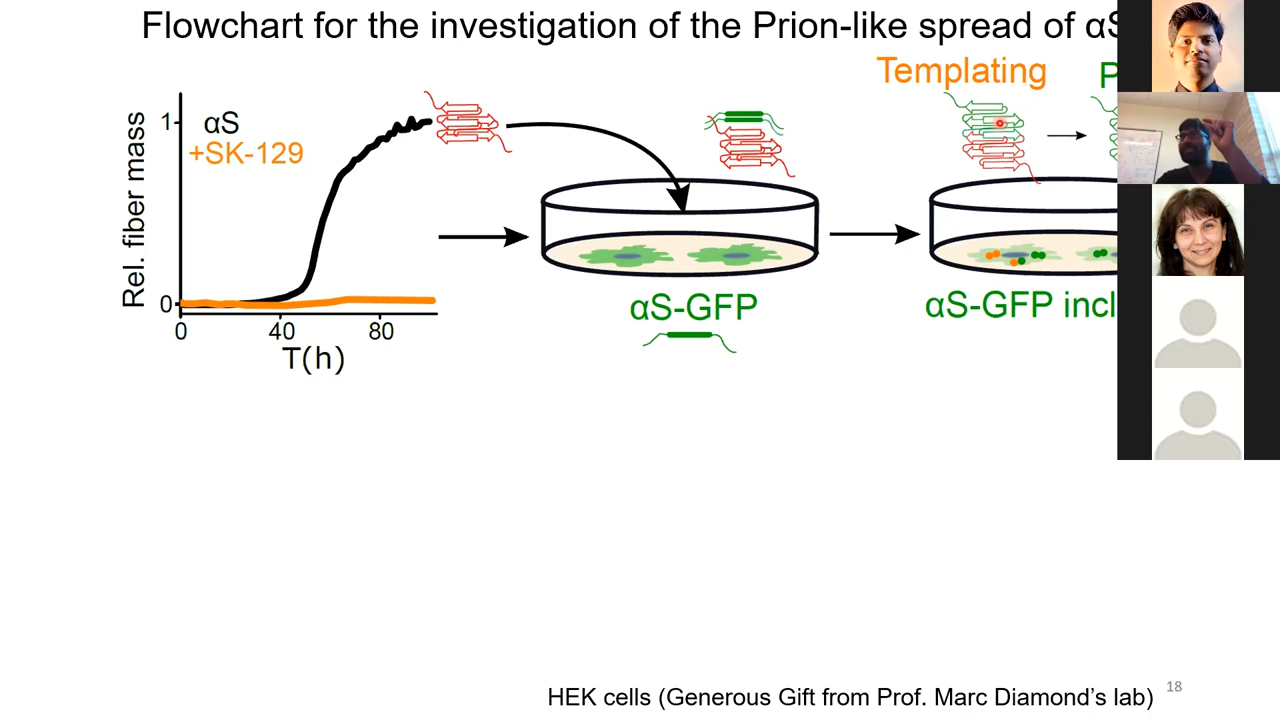 Flowchart for the investigation of the Prion-like spread of αS
Templating
P
Rel. fiber mass
1
αS
+SK-129
0
0
40
80
T(h)
αS-GFP
αS-GFP incl
HEK cells (Generous Gift from Prof. Marc Diamond's lab)
18